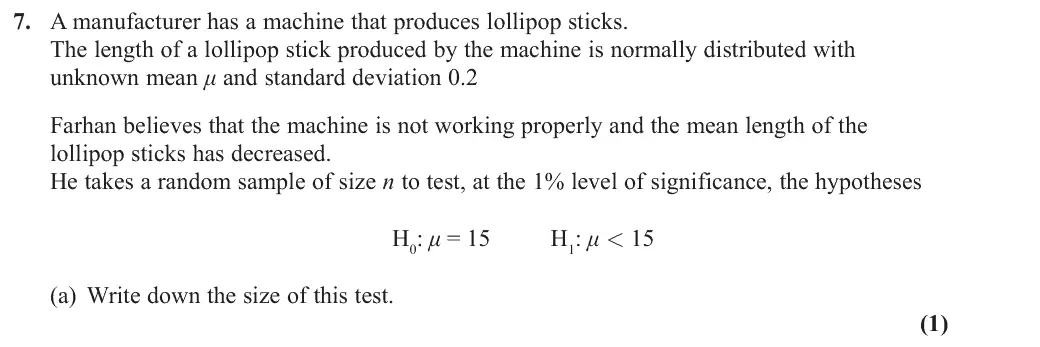 7. A manufacturer has a machine that produces lollipop sticks.
The length of a lollipop stick produced by the machine is normally distributed with
unknown mean μ and standard deviation 0.2
Farhan believes that the machine is not working properly and the mean length of the
lollipop sticks has decreased.
He takes a random sample of size n to test, at the 1% level of significance, the hypotheses
H₀: μ = 15 H₁: μ < 15
(a) Write down the size of this test.
(1)